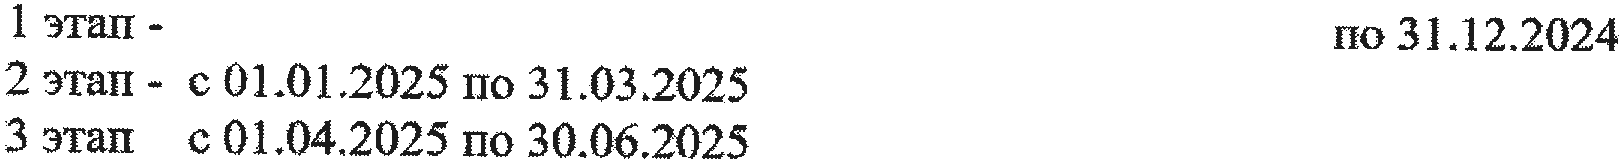 1 этап - по 31.12.2024
2 этап - с 01.01.2025 по 31.03.2025
3 этап с 01.04.2025 по 30.06.2025